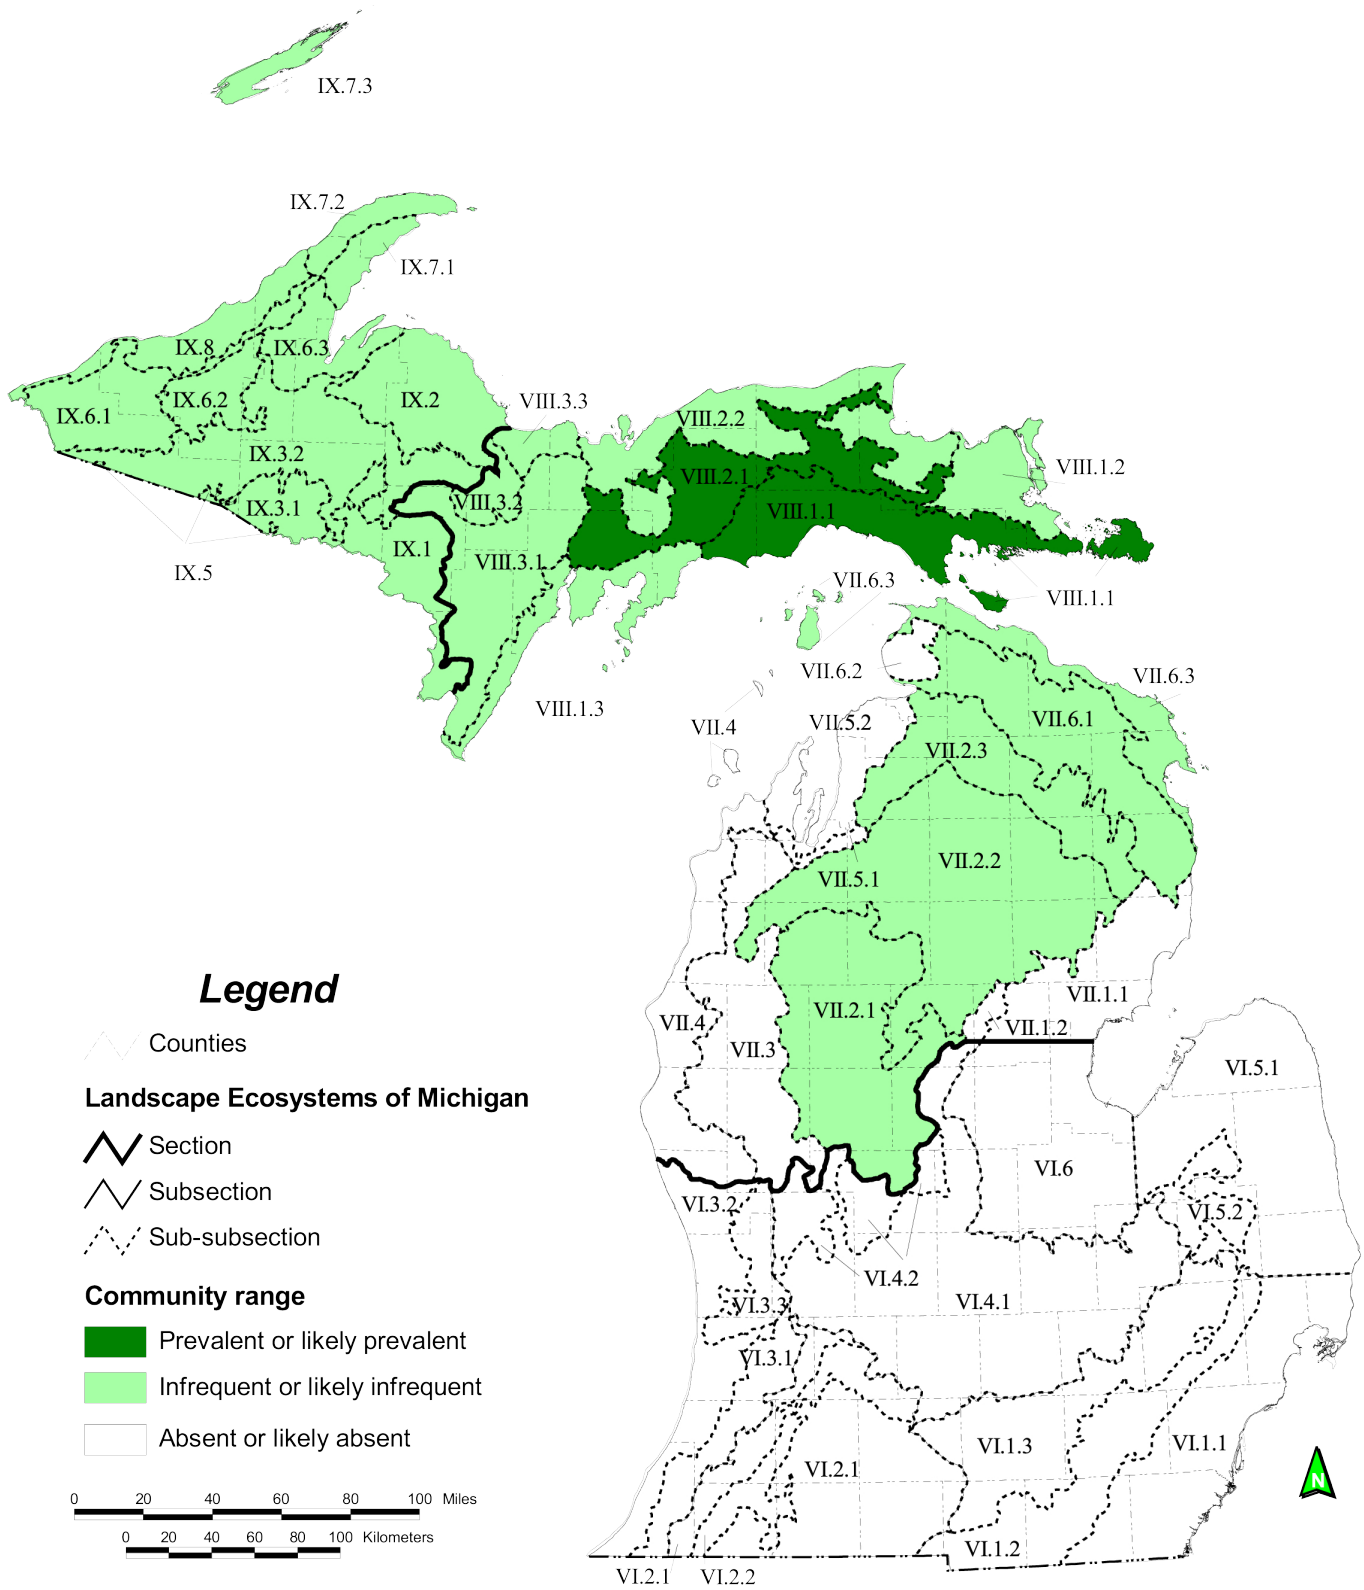 IX.7.3
IX.7.2
IX.7.1
IX.8
IX.6.3
IX.6.2
IX.2
IX.6.1
VIII.3.3
VIII.2.2
IX.3.2
VIII.1.2
VIII.2.1
VIII.3.2
IX.3.1
VIII.1.1
IX.1
VIII.3.1
IX.5
VII.6.3
VIII.1.1
VII.6.2
VII.6.3
VIII.1.3
VII.4
VII.5.2
VII.6.1
VII.2.3
VII.2.2
VII.5.1
VII.1.1
VII.2.1
VII.4
VII.1.2
VII.3
VI.5.1
VI.6
VI.3.2
VI.5.2
VI.4.2
VI.4.1
VI.3.3
VI.3.1
VI.1.3
VI.1.1
VI.2.1
VI.1.2
VI.2.1
VI.2.2
Legend
Counties
Landscape Ecosystems of Michigan
Section
Subsection
Sub-subsection
Community range
Prevalent or likely prevalent
Infrequent or likely infrequent
Absent or likely absent
0 20 40 60 80 100 Miles
0 20 40 60 80 100 Kilometers
N